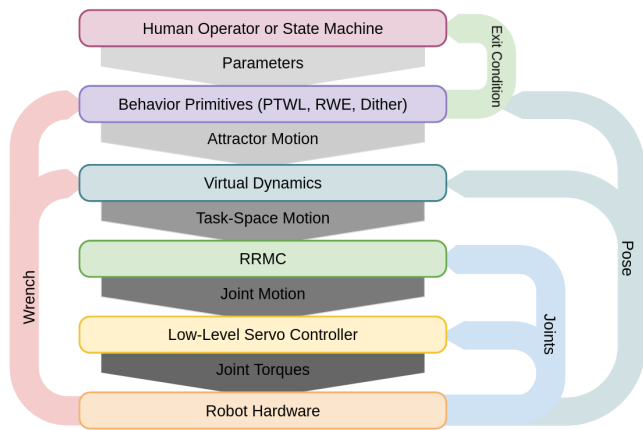 Human Operator or State Machine
Parameters
Behavior Primitives (PTWL, RWE, Dither)
Attractor Motion
Virtual Dynamics
Task-Space Motion
RRMC
Joint Motion
Low-Level Servo Controller
Joint Torques
Robot Hardware
Wrench
Exit Condition
Joints
Pose